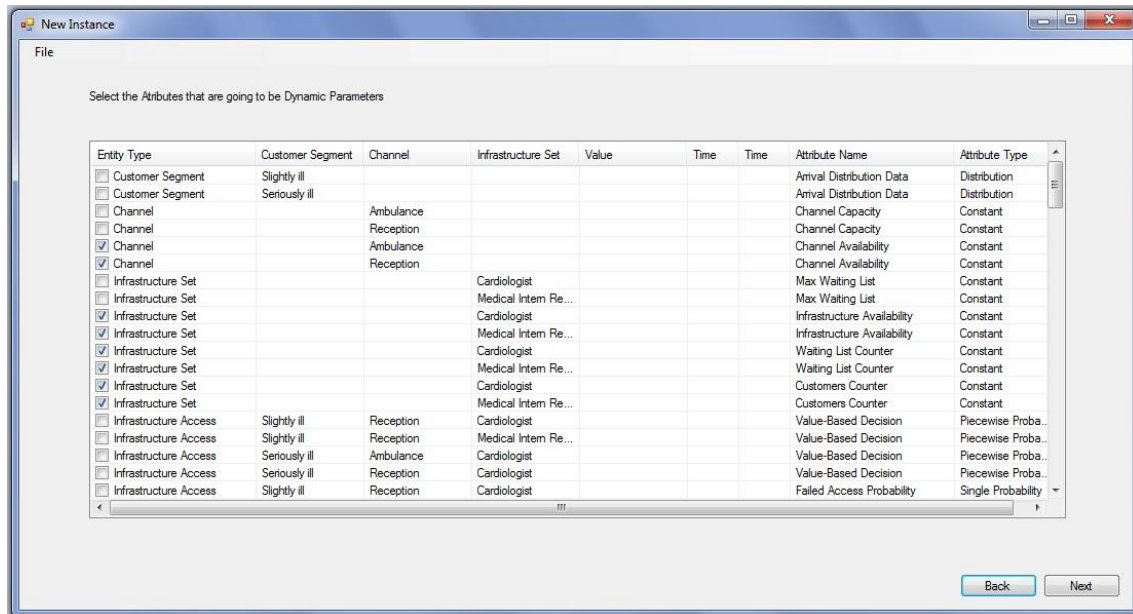 New Instance
File
Select the Atributes that are going to be Dynamic Parameters
Entity Type Customer Segment Channel Infrastructure Set Value Time Time Attribute Name Attribute Type
Customer Segment Slightly ill Arrival Distribution Data Distribution
Customer Segment Seriously ill Arrival Distribution Data Distribution
Channel Ambulance Channel Capacity Constant
Channel Reception Channel Capacity Constant
Channel Ambulance Channel Availability Constant
Channel Reception Channel Availability Constant
Infrastructure Set Cardiologist Max Waiting List Constant
Infrastructure Set Medical Intern Re... Max Waiting List Constant
Infrastructure Set Cardiologist Infrastructure Availability Constant
Infrastructure Set Medical Intern Re... Infrastructure Availability Constant
Infrastructure Set Cardiologist Waiting List Counter Constant
Infrastructure Set Medical Intern Re... Waiting List Counter Constant
Infrastructure Set Cardiologist Customers Counter Constant
Infrastructure Set Medical Intern Re... Customers Counter Constant
Infrastructure Access Slightly ill Reception Cardiologist Value-Based Decision Piecewise Proba...
Infrastructure Access Slightly ill Reception Medical Intern Re... Value-Based Decision Piecewise Proba...
Infrastructure Access Seriously ill Ambulance Cardiologist Value-Based Decision Piecewise Proba...
Infrastructure Access Seriously ill Reception Cardiologist Value-Based Decision Piecewise Proba...
Infrastructure Access Slightly ill Reception Cardiologist Failed Access Probability Single Probability
Back Next